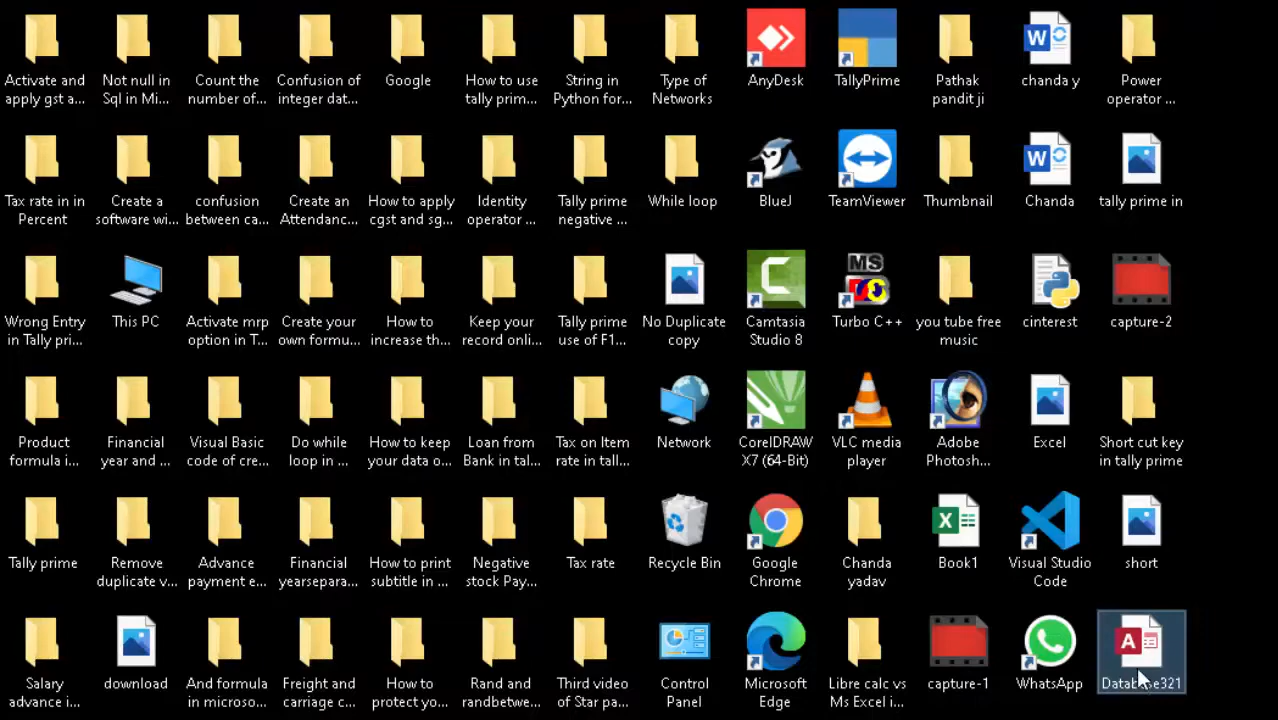 Activate and
apply gst a...
Not null in
Sql in Mi...
Count the
number of...
Confusion of
integer dat...
Google
How to use
tally prim...
String in
Python for...
Type of
Networks
AnyDesk
TallyPrime
Pathak
pandit ji
chanda y
Power
operator ...
Tax rate in in
Percent
Create a
software wi...
confusion
between ca...
Create an
Attendanc...
How to apply
cgst and sg...
Identity
operator ...
Tally prime
negative ...
While loop
BlueJ
TeamViewer
Thumbnail
Chanda
tally prime in
Wrong Entry
in Tally pri...
This PC
Activate mrp
option in T...
Create your
own formu...
How to
increase th...
Keep your
record onli...
Tally prime
use of F1...
No Duplicate
copy
Camtasia
Studio 8
MS
Turbo C++
you tube free
music
cinterest
capture-2
Product
formula i...
Financial
year and ...
Visual Basic
code of cre...
Do while
loop in ...
How to keep
your data o...
Loan from
Bank in tal...
Tax on Item
rate in tall...
Network
CorelDRAW
X7 (64-Bit)
VLC media
player
Adobe
Photosh...
Excel
Short cut key
in tally prime
Tally prime
Remove
duplicate v...
Advance
payment e...
Financial
yearsepara...
How to print
subtitle in ...
Negative
stock Pay...
Tax rate
Recycle Bin
Google
Chrome
Chanda
yadav
Book1
Visual Studio
Code
short
Salary
advance i...
download
And formula
in microso...
Freight and
carriage c...
How to
protect yo...
Rand and
randbetwe...
Third video
of Star pa...
Control
Panel
Microsoft
Edge
Libre calc vs
Ms Excel i...
capture-1
WhatsApp
Database321